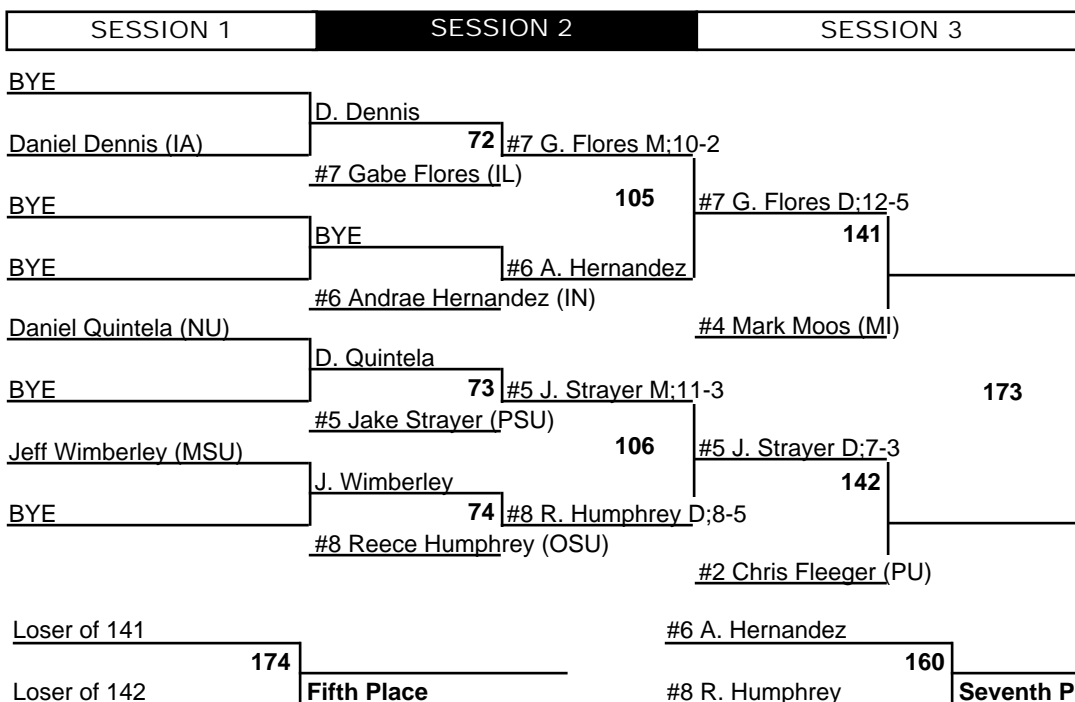 SESSION 1 SESSION 2 SESSION 3
BYE
D. Dennis
Daniel Dennis (IA) 72 #7 G. Flores M;10-2
#7 Gabe Flores (IL)
105 #7 G. Flores D;12-5
BYE
BYE 141
BYE #6 A. Hernandez
#6 Andrae Hernandez (IN)
Daniel Quintela (NU) #4 Mark Moos (MI)
D. Quintela
BYE 73 #5 J. Strayer M;11-3 173
#5 Jake Strayer (PSU)
Jeff Wimberley (MSU) 106 #5 J. Strayer D;7-3
J. Wimberley 142
BYE 74 #8 R. Humphrey D;8-5
#8 Reece Humphrey (OSU)
#2 Chris Fleeger (PU)
Loser of 141 #6 A. Hernandez
174 160
Loser of 142 Fifth Place #8 R. Humphrey Seventh P